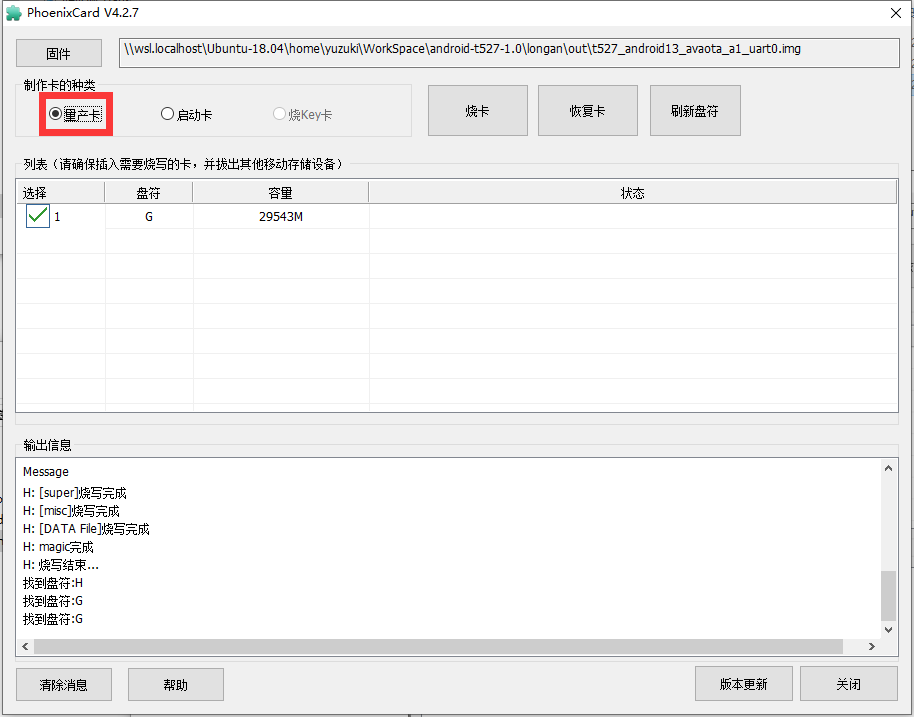 PhoenixCard V4.2.7
固件
\\wsl.localhost\Ubuntu-18.04\home\yuzuki\WorkSpace\android-t527-1.0\longan\out\t527_android13_avaota_a1_uart0.img
制作卡的种类
量产卡 启动卡 烧Key卡 烧卡 恢复卡 刷新盘符
列表（请确保插入需要烧写的卡，并拔出其他移动存储设备）
选择 盘符 容量 状态
1 G 29543M
输出信息
Message
H: [super]烧写完成
H: [misc]烧写完成
H: [DATA File]烧写完成
H: magic完成
H: 烧写结束...
找到盘符:H
找到盘符:G
找到盘符:G
清除消息 帮助 版本更新 关闭